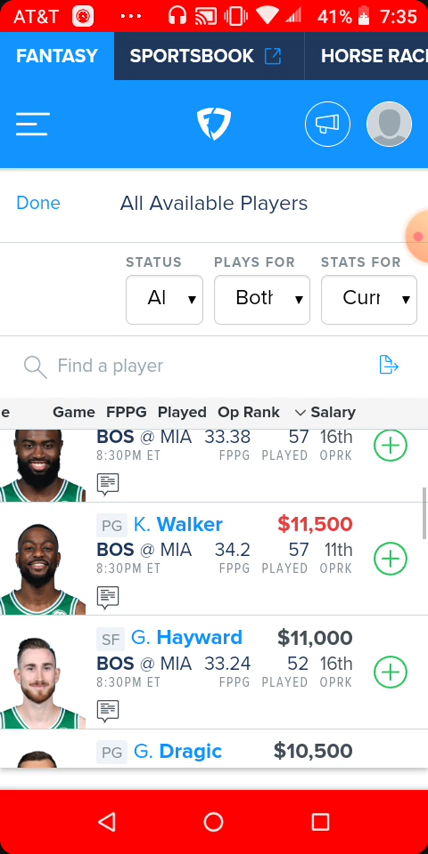 AT&T 41% 7:35
FANTASY SPORTSBOOK HORSE RACI
Done All Available Players
STATUS PLAYS FOR STATS FOR
Al Both Curr
Find a player
e Game FPPG Played Op Rank Salary
BOS @ MIA 33.38 57 16th
8:30PM ET FPPG PLAYED OPRK
PG K. Walker $11,500
BOS @ MIA 34.2 57 11th
8:30PM ET FPPG PLAYED OPRK
SF G. Hayward $11,000
BOS @ MIA 33.24 52 16th
8:30PM ET FPPG PLAYED OPRK
PG G. Dragic $10,500